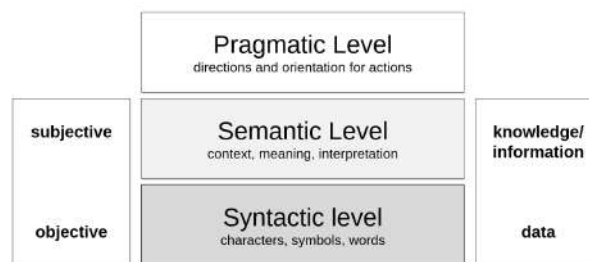 Pragmatic Level
directions and orientation for actions
subjective
Semantic Level
context, meaning, interpretation
knowledge/
information
objective
Syntactic level
characters, symbols, words
data